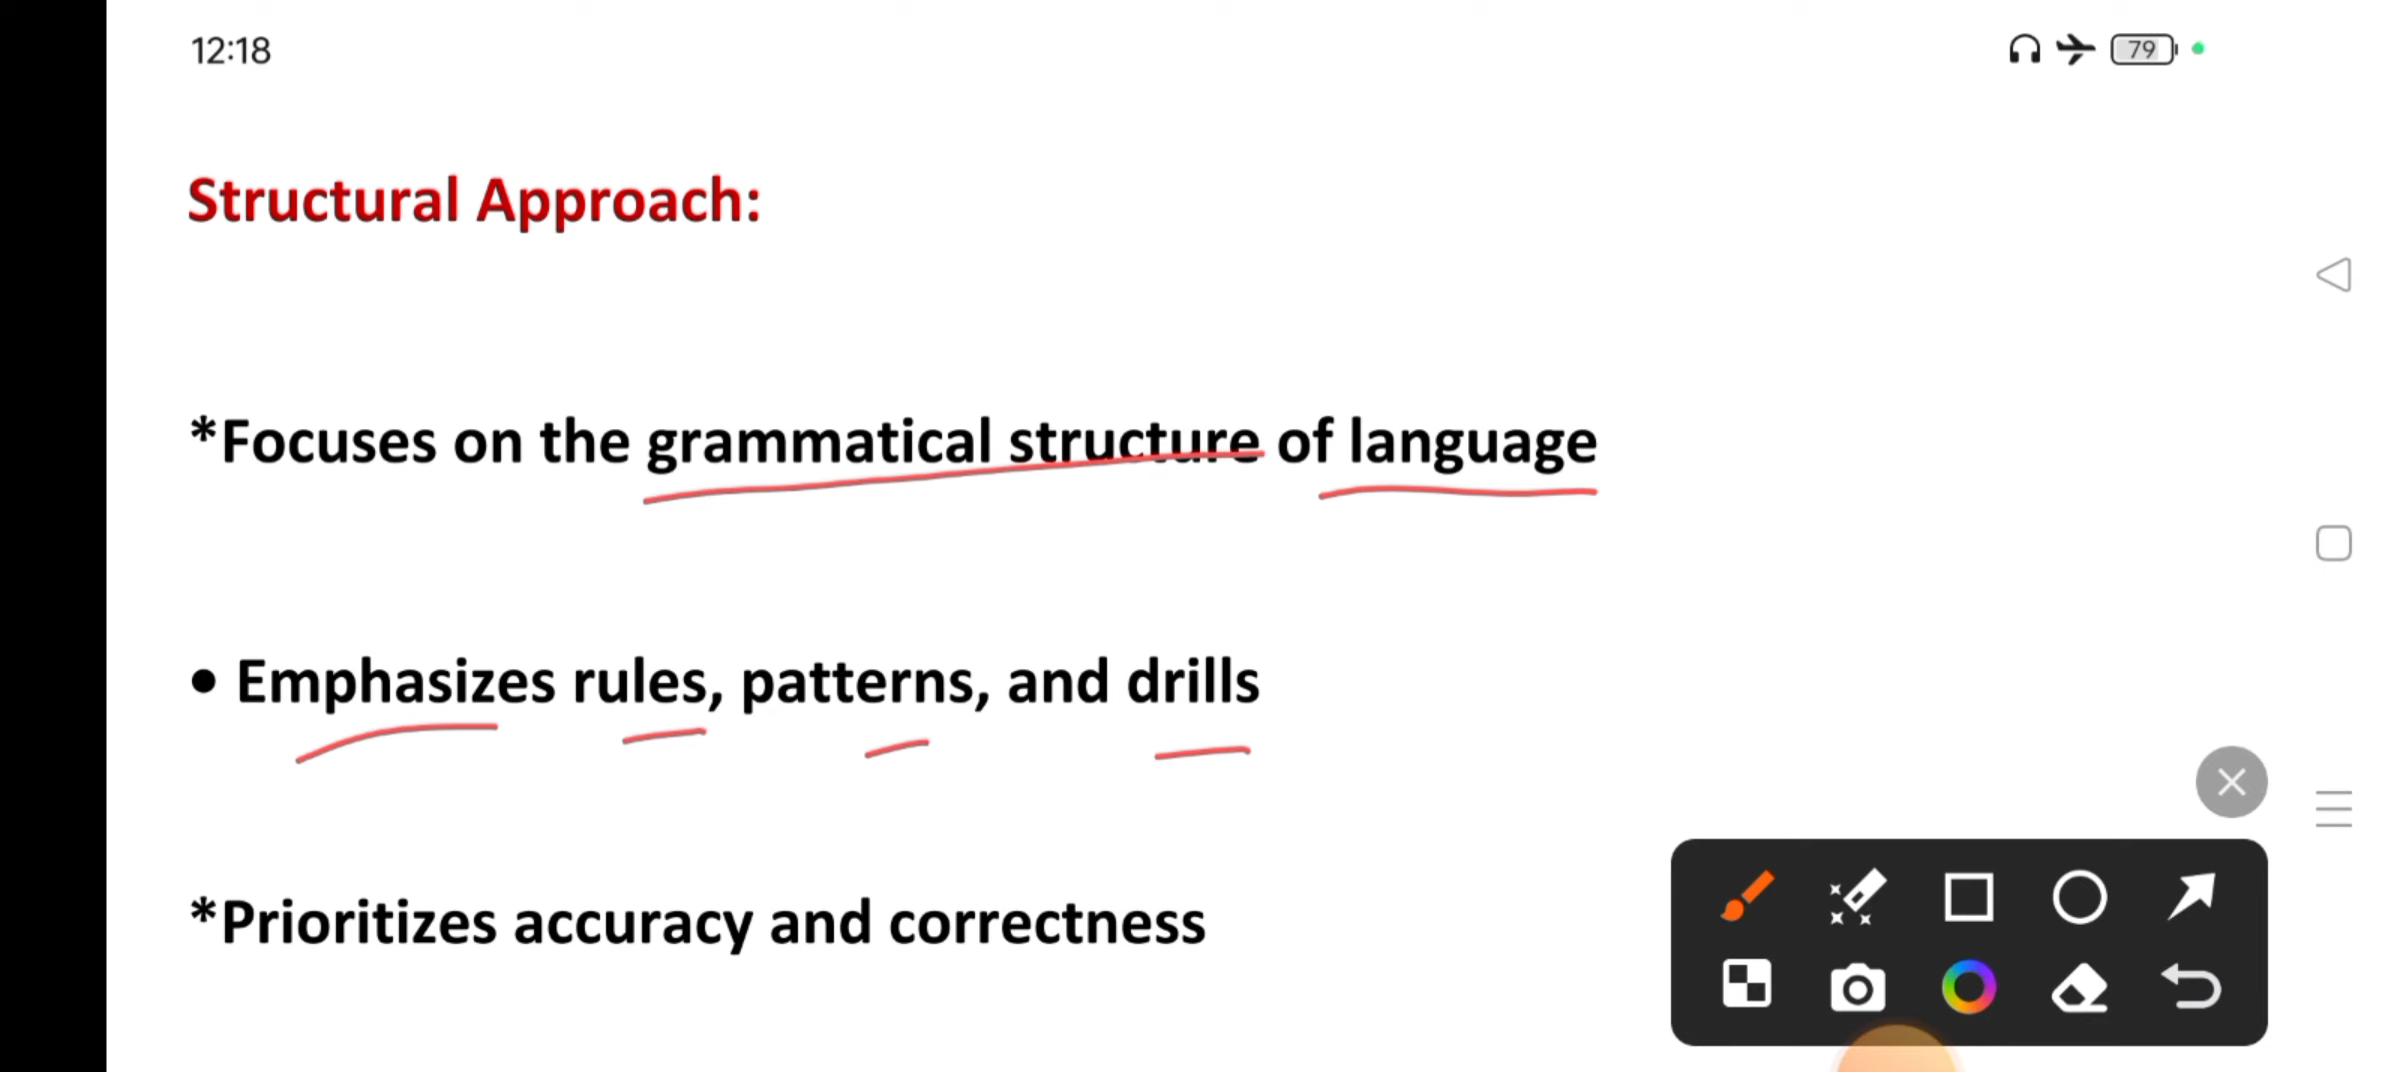 12:18
79
Structural Approach:
*Focuses on the grammatical structure of language
• Emphasizes rules, patterns, and drills
*Prioritizes accuracy and correctness